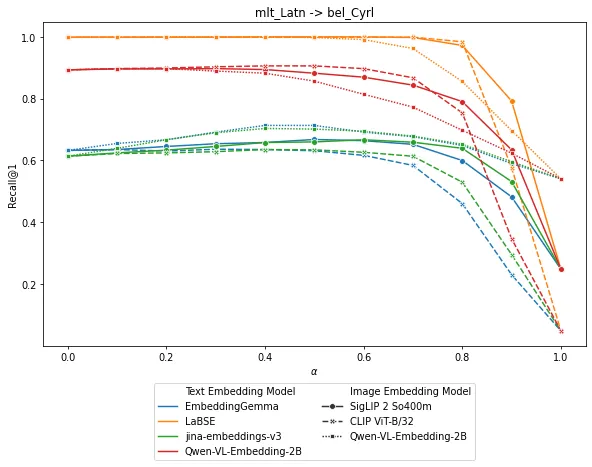 mlt_Latn -> bel_Cyrl
Recall@1
1.0
0.8
0.6
0.4
0.2
0.0 0.2 0.4 0.6 0.8 1.0
α
Text Embedding Model
EmbeddingGemma
LaBSE
jina-embeddings-v3
Qwen-VL-Embedding-2B
Image Embedding Model
SigLIP 2 So400m
CLIP ViT-B/32
Qwen-VL-Embedding-2B